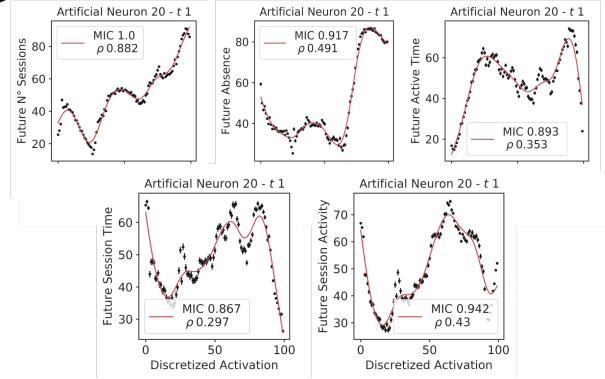 Artificial Neuron 20 - t 1
Future N° Sessions
80
60
40
20
MIC 1.0
ρ 0.882
Artificial Neuron 20 - t 1
Future Absence
80
60
40
MIC 0.917
ρ 0.491
Artificial Neuron 20 - t 1
Future Active Time
60
40
20
MIC 0.893
ρ 0.353
Artificial Neuron 20 - t 1
Future Session Time
60
50
40
30
MIC 0.867
ρ 0.297
0
50
100
Discretized Activation
Artificial Neuron 20 - t 1
Future Session Activity
70
60
50
40
30
MIC 0.942
ρ 0.43
0
50
100
Discretized Activation